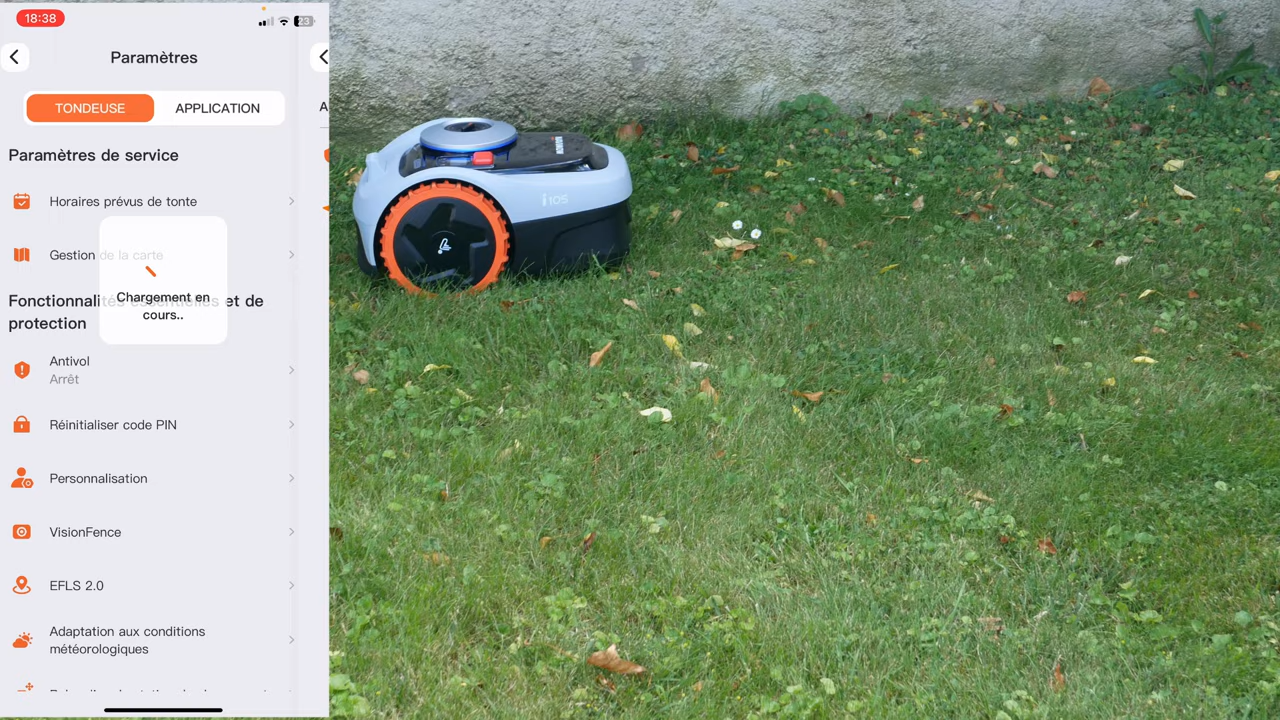 18:38
23
Paramètres
TONDEUSE
APPLICATION
A
Paramètres de service
Horaires prévus de tonte
Gestion de la carte
Chargement en
cours..
Fonctionnalités essentielles et de
protection
Antivol
Arrêt
Réinitialiser code PIN
Personnalisation
VisionFence
EFLS 2.0
Adaptation aux conditions
météorologiques
i105